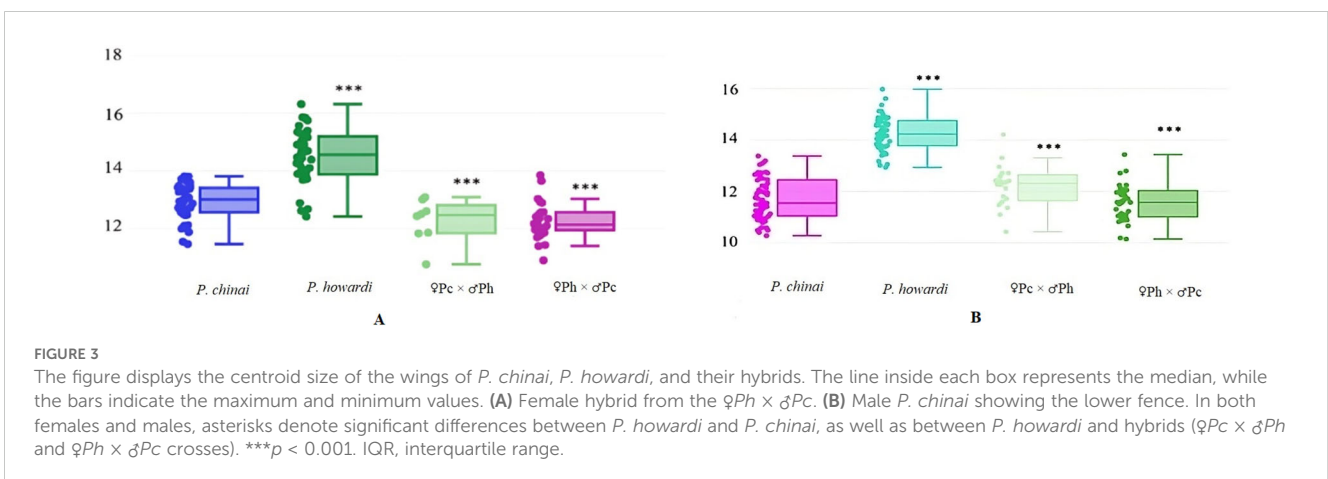 18
16
14
12
***
***
***
P. chinai
P. howardi
♀Pc × ♂Ph
♀Ph × ♂Pc
A
16
14
12
10
***
***
***
P. chinai
P. howardi
♀Pc × ♂Ph
♀Ph × ♂Pc
B
FIGURE 3
The figure displays the centroid size of the wings of P. chinai, P. howardi, and their hybrids. The line inside each box represents the median, while
the bars indicate the maximum and minimum values. (A) Female hybrid from the ♀Ph × ♂Pc. (B) Male P. chinai showing the lower fence. In both
females and males, asterisks denote significant differences between P. howardi and P. chinai, as well as between P. howardi and hybrids (♀Pc × ♂Ph
and ♀Ph × ♂Pc crosses). ***p < 0.001. IQR, interquartile range.